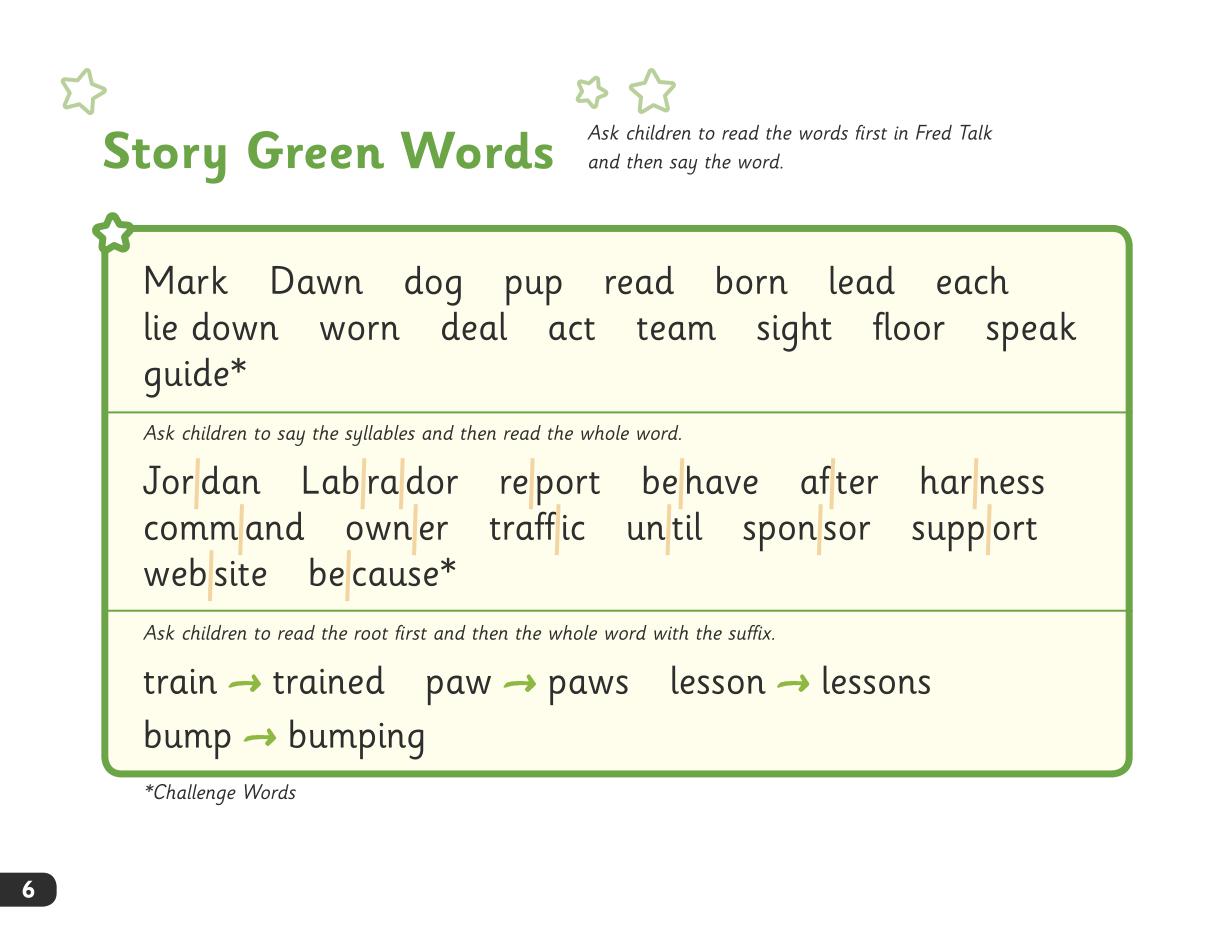 Story Green Words
Ask children to read the words first in Fred Talk
and then say the word.
Mark Dawn dog pup read born lead each
lie down worn deal act team sight floor speak
guide*
Ask children to say the syllables and then read the whole word.
Jor|dan Lab|ra|dor re|port be|have af|ter har|ness
comm|and own|er traff|ic un|til spon|sor supp|ort
web|site be|cause*
Ask children to read the root first and then the whole word with the suffix.
train → trained paw → paws lesson → lessons
bump → bumping
*Challenge Words
6